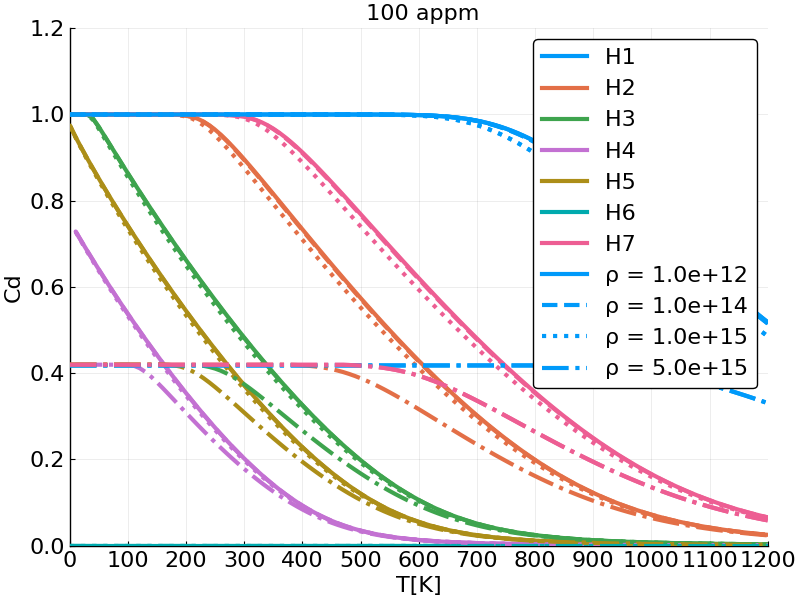 100 appm
1.2
1.0
0.8
0.6
0.4
0.2
0.0
Cd
H1
H2
H3
H4
H5
H6
H7
ρ = 1.0e+12
ρ = 1.0e+14
ρ = 1.0e+15
ρ = 5.0e+15
0 100 200 300 400 500 600 700 800 900 1000 1100 1200
T[K]